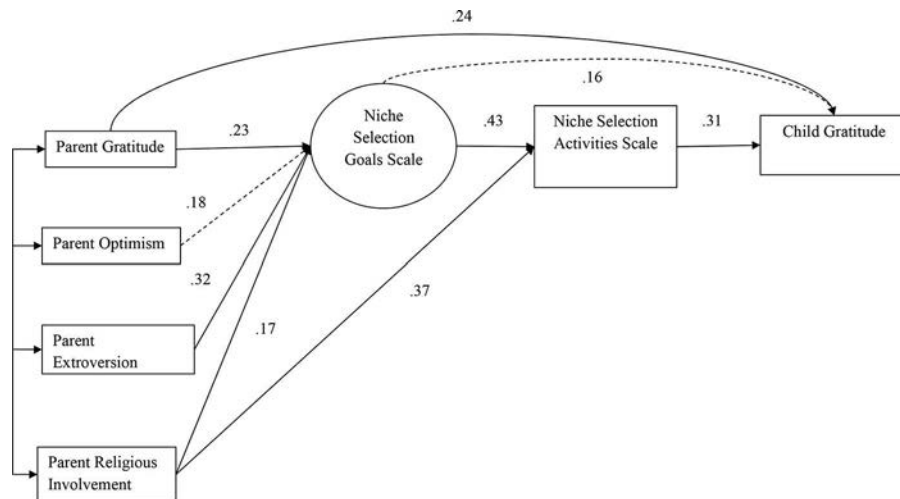 .24
.16
Niche
Selection
Goals Scale
.43
Niche Selection
Activities Scale
.31
Child Gratitude
Parent Gratitude
.23
.18
Parent Optimism
.32
.37
.17
Parent
Extroversion
Parent Religious
Involvement